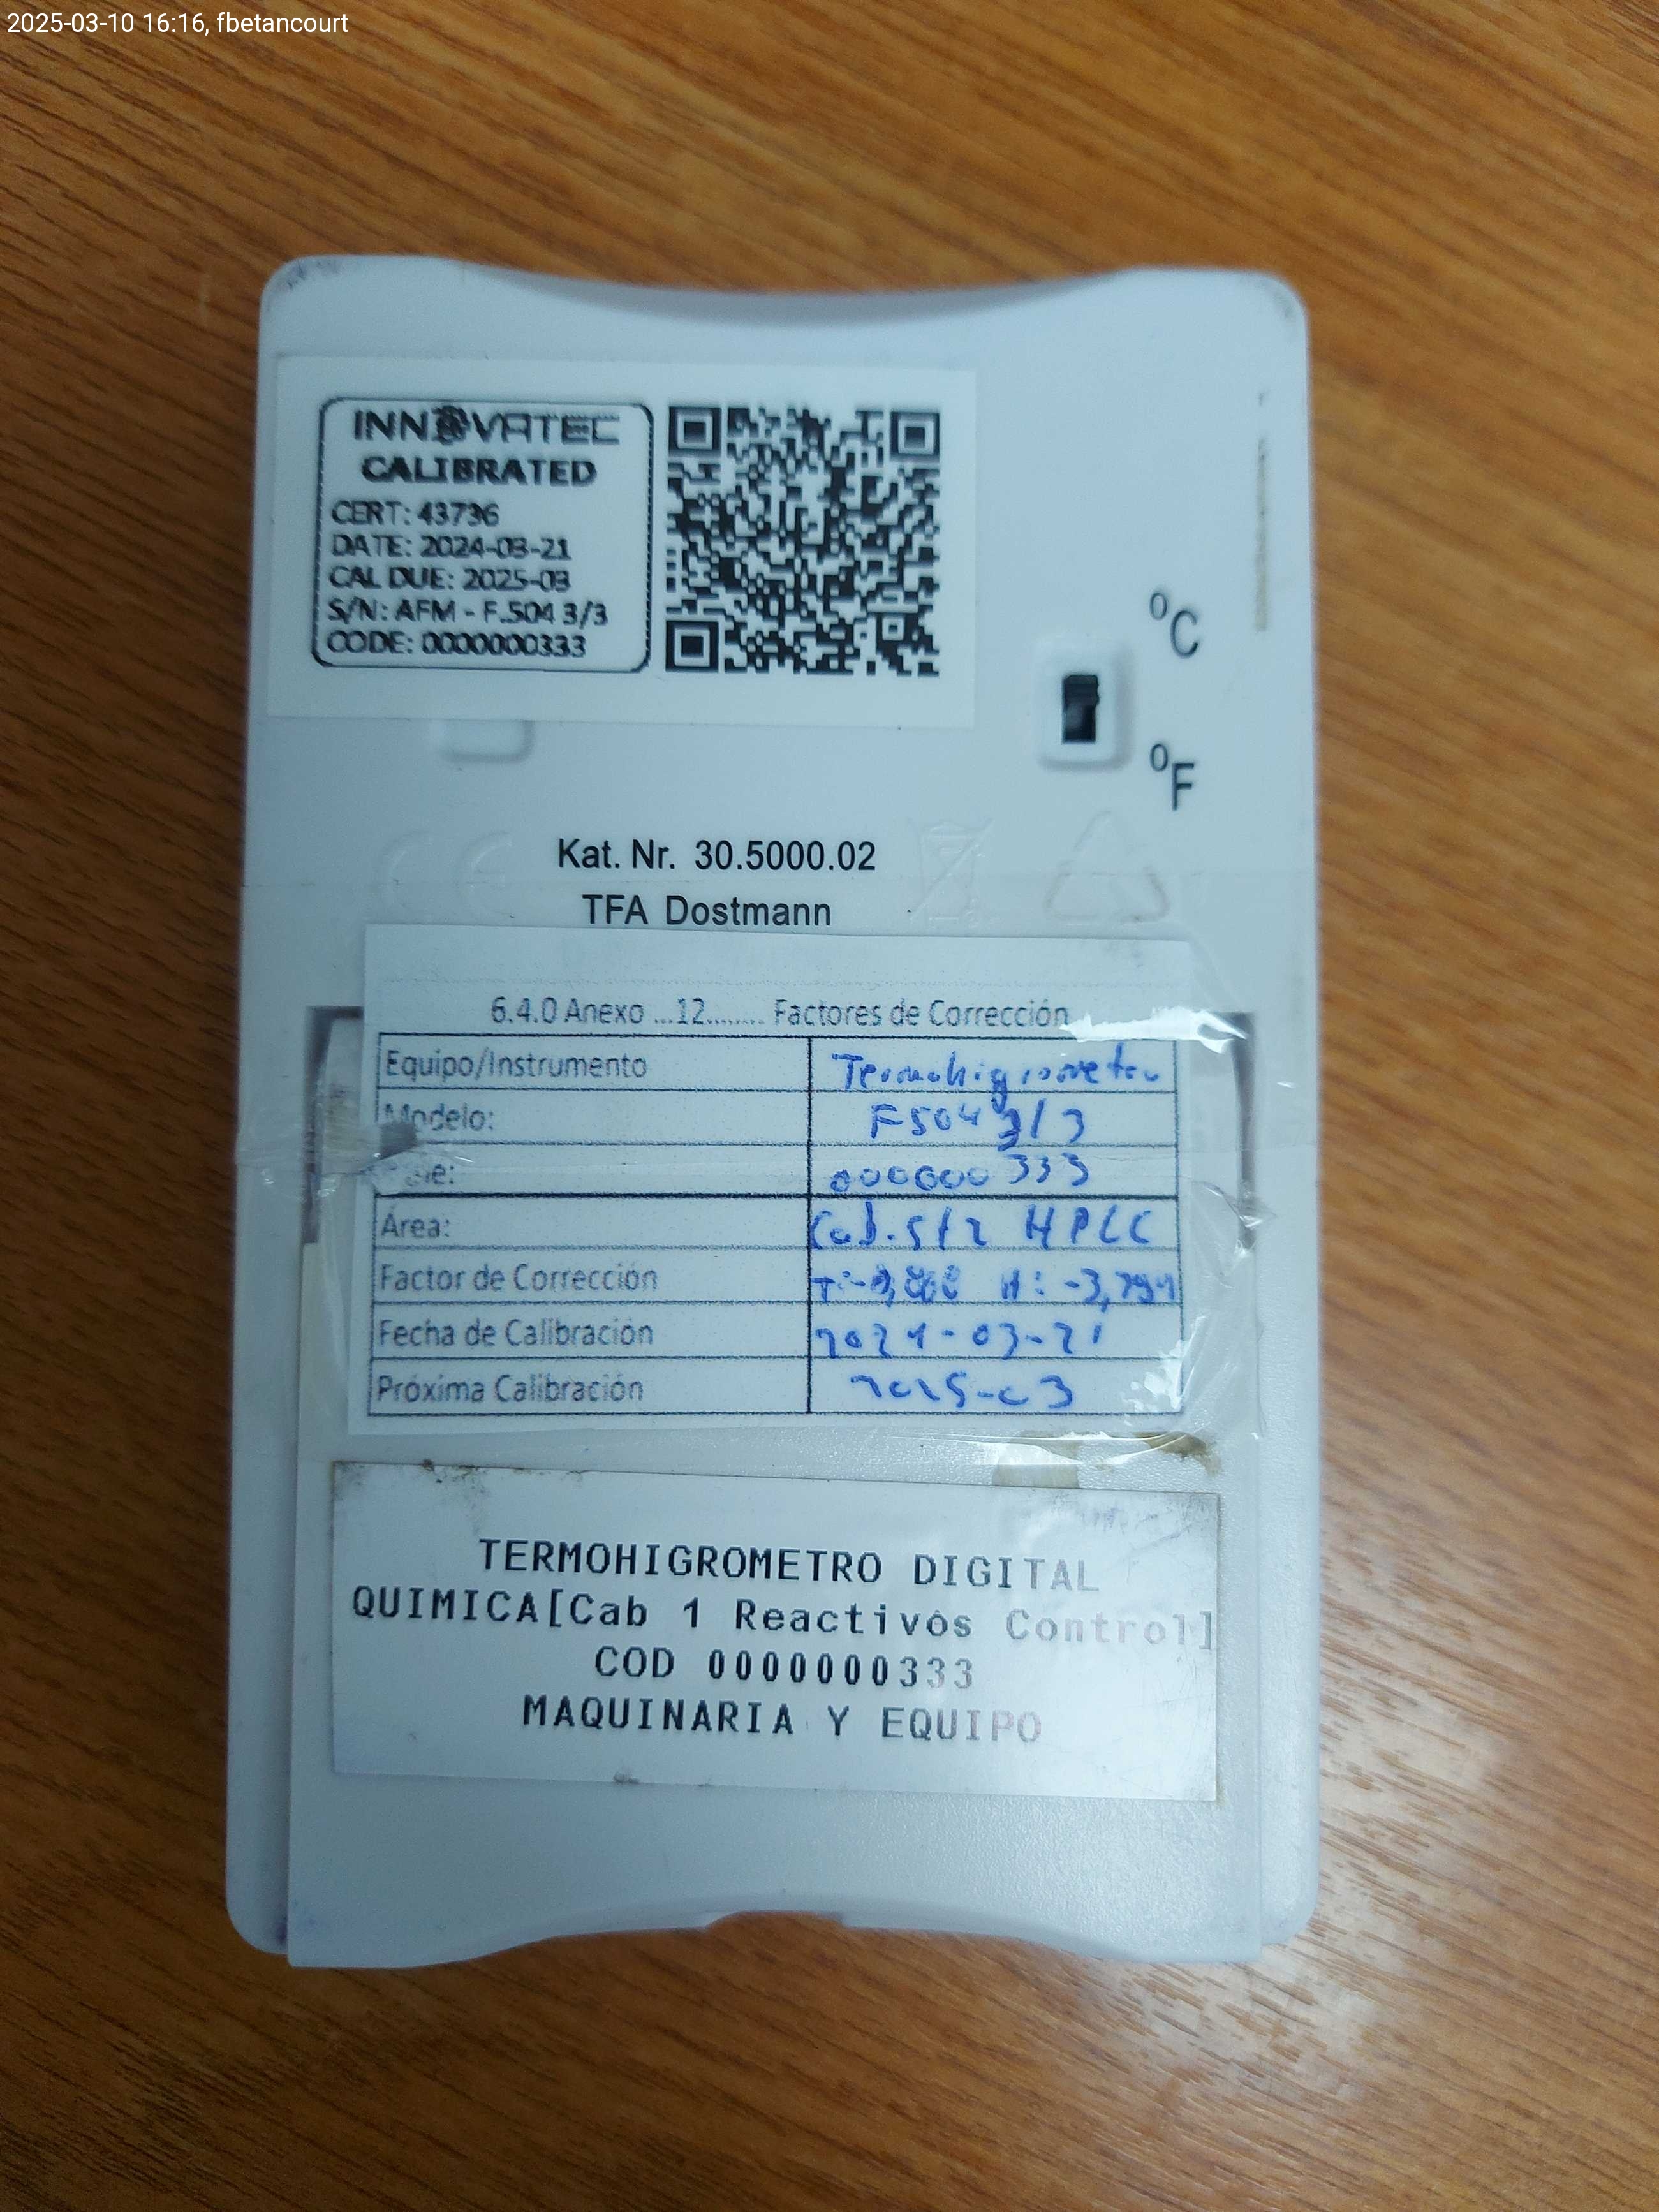 2025-03-10 16:16, fbetancourt
INNOVATEC
CALIBRATED
CERT: 43736
DATE: 2024-03-21
CAL DUE: 2025-03
S/N: AFM - F.504 3/3
CODE: 0000000333
ºC
ºF
Kat. Nr. 30.5000.02
TFA Dostmann
6.4.0 Anexo ...12........ Factores de Corrección
Equipo/Instrumento Termohigrometro
Modelo: F504 3/3
000000333
Área: HPLC
Factor de Corrección H:
Fecha de Calibración 2024-03-21
Próxima Calibración 2025-03
TERMOHIGROMETRO DIGITAL
QUIMICA[Cab 1 Reactivos Control]
COD 0000000333
MAQUINARIA Y EQUIPO